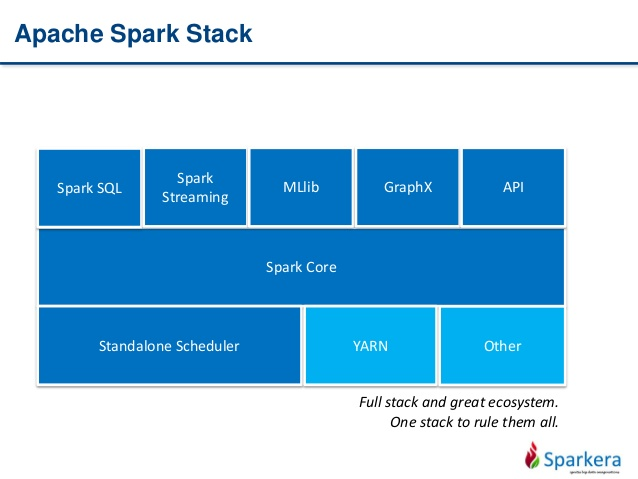 Apache Spark Stack
Spark SQL
Spark
Streaming
MLlib
GraphX
API
Spark Core
Standalone Scheduler
YARN
Other
Full stack and great ecosystem.
One stack to rule them all.
Sparkera